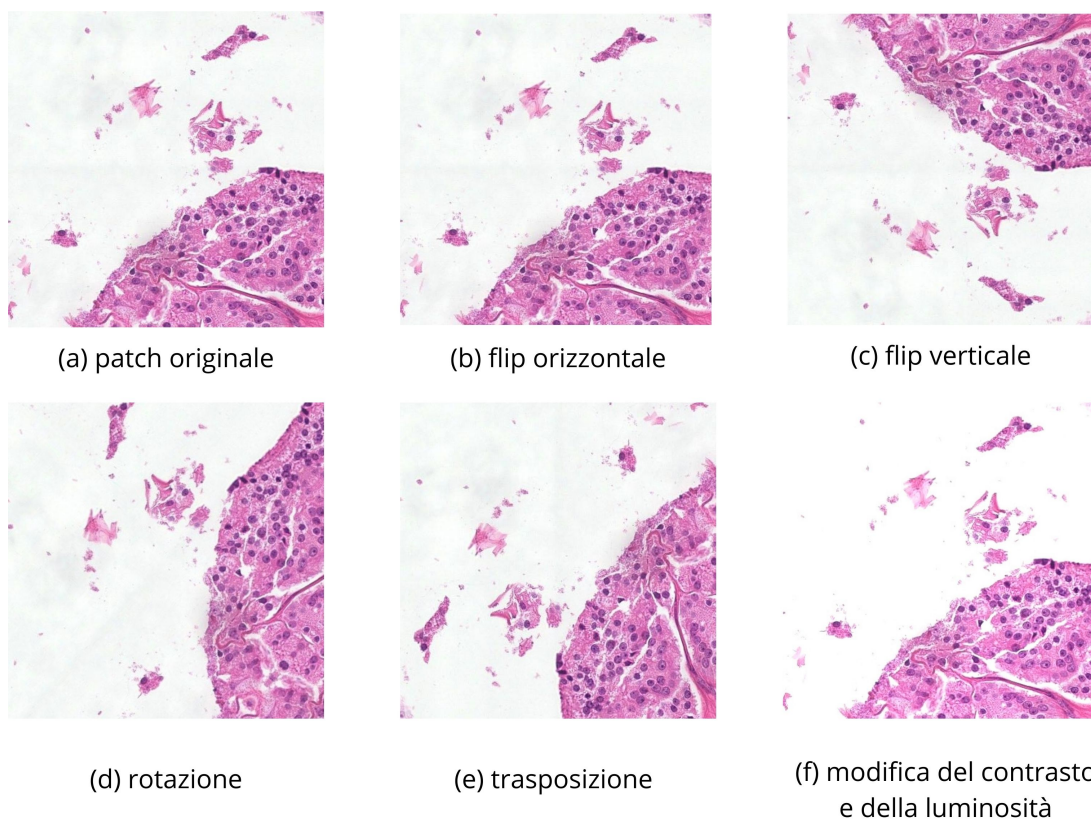 (a) patch originale
(b) flip orizzontale
(c) flip verticale
(d) rotazione
(e) trasposizione
(f) modifica del contrasto
e della luminosità